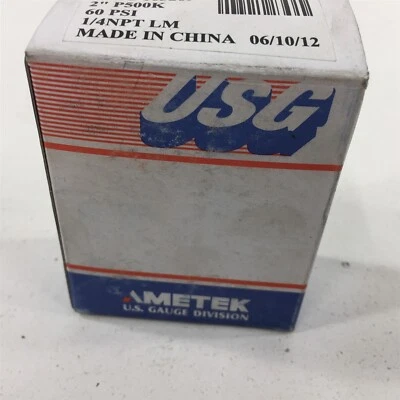 2" P500K
60 PSI
1/4NPT LM
MADE IN CHINA 06/10/12
USG
AMETEK
U.S. GAUGE DIVISION